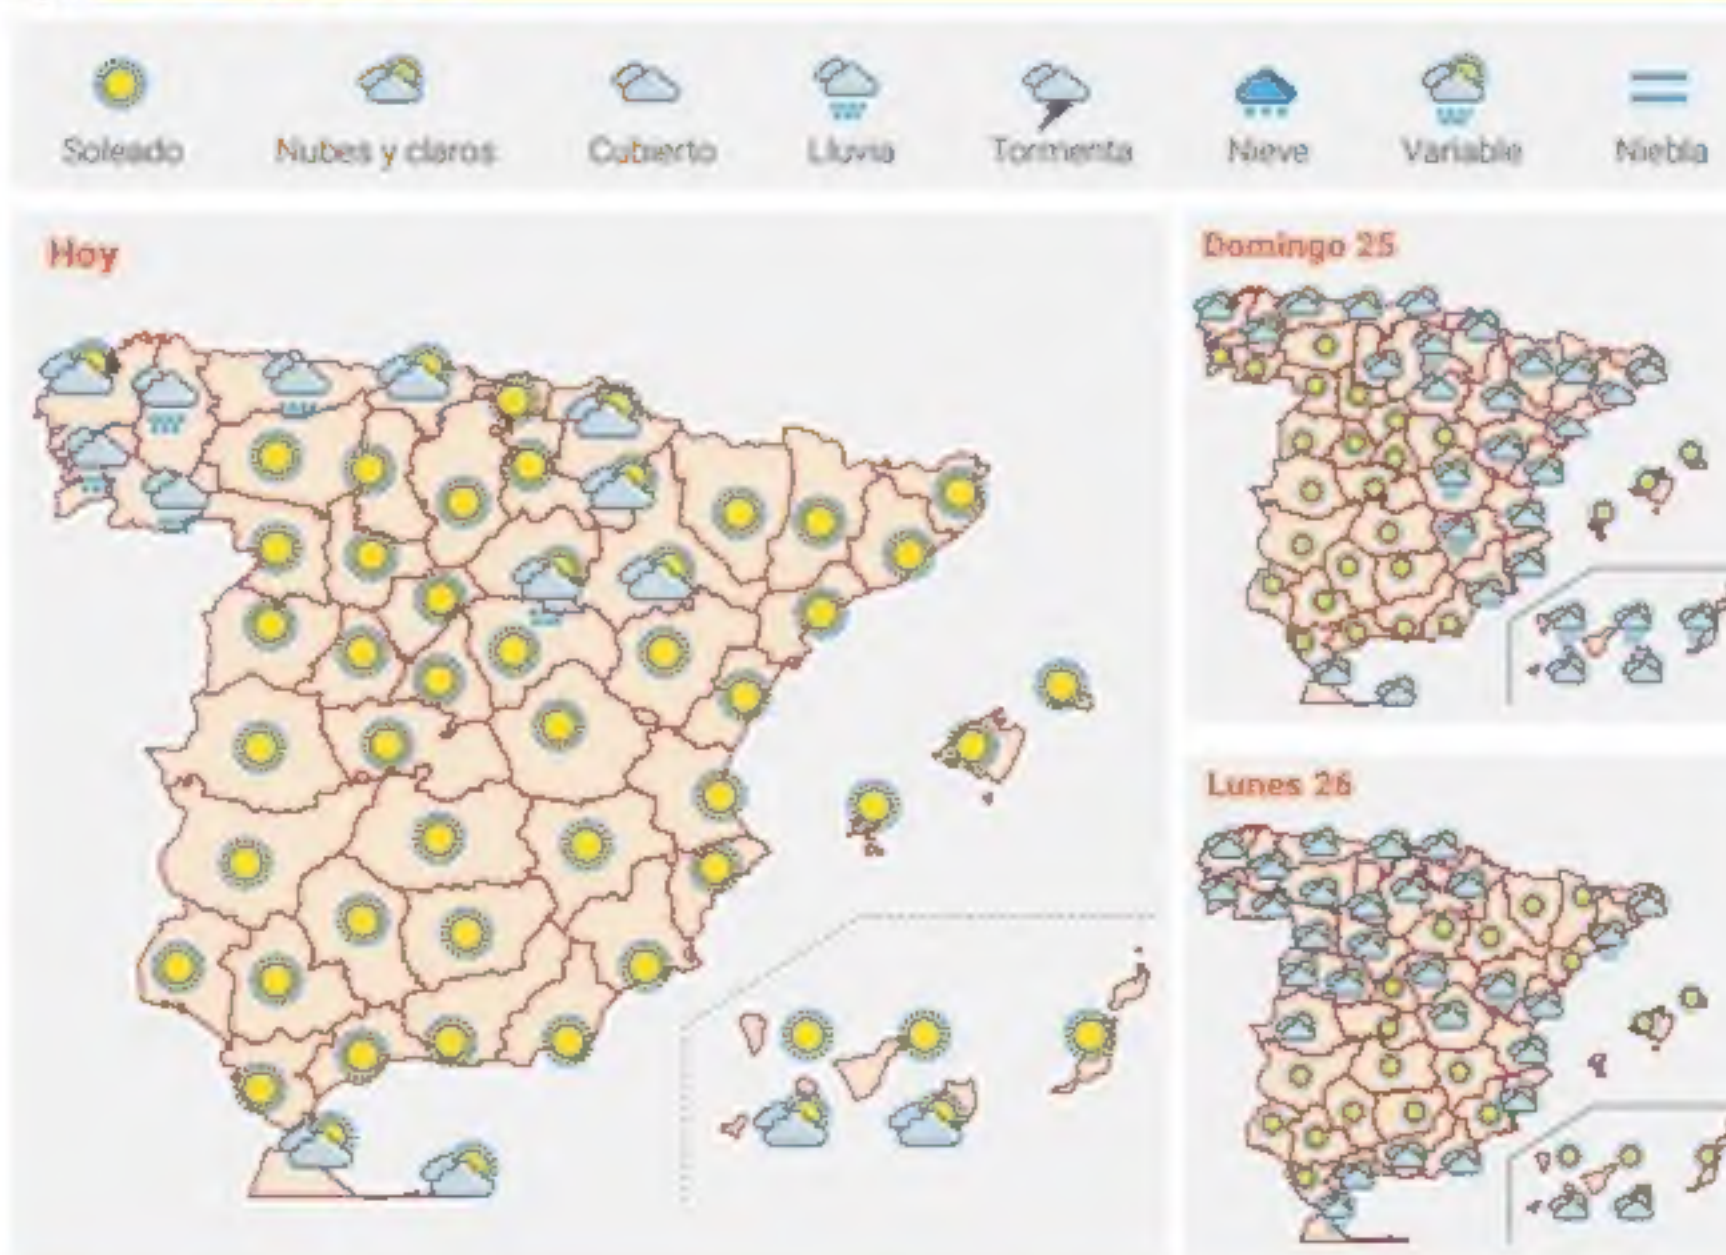 Soleado
Nubes y claros
Cubierto
Lluvia
Tormenta
Nieve
Variable
Niebla
Hoy
Domingo 25
Lunes 26